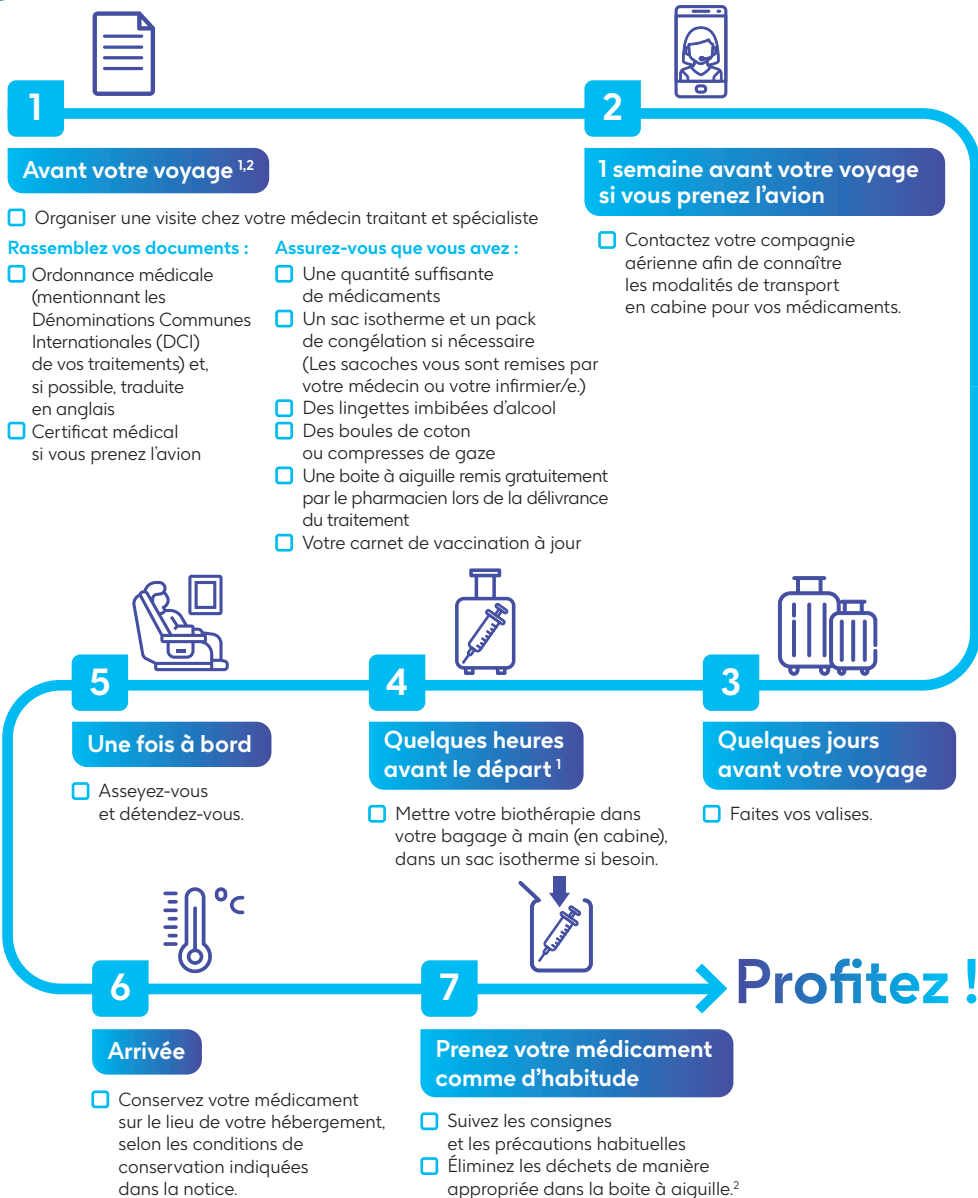 1
Avant votre voyage 1,2
Organiser une visite chez votre médecin traitant et spécialiste
Rassemblez vos documents :
Ordonnance médicale
(mentionnant les
Dénominations Communes
Internationales (DCI)
de vos traitements) et,
si possible, traduite
en anglais
Certificat médical
si vous prenez l'avion
Assurez-vous que vous avez :
Une quantité suffisante
de médicaments
Un sac isotherme et un pack
de congélation si nécessaire
(Les sacoches vous sont remises par
votre médecin ou votre infirmier/e.)
Des lingettes imbibées d'alcool
Des boules de coton
ou compresses de gaze
Une boite à aiguille remis gratuitement
par le pharmacien lors de la délivrance
du traitement
Votre carnet de vaccination à jour
2
1 semaine avant votre voyage
si vous prenez l'avion
Contactez votre compagnie
aérienne afin de connaître
les modalités de transport
en cabine pour vos médicaments.
3
Quelques jours
avant votre voyage
Faites vos valises.
4
Quelques heures
avant le départ 1
Mettre votre biothérapie dans
votre bagage à main (en cabine),
dans un sac isotherme si besoin.
5
Une fois à bord
Asseyez-vous
et détendez-vous.
6
°C
Arrivée
Conservez votre médicament
sur le lieu de votre hébergement,
selon les conditions de
conservation indiquées
dans la notice.
7
Prenez votre médicament
comme d'habitude
Suivez les consignes
et les précautions habituelles
Éliminez les déchets de manière
appropriée dans la boite à aiguille.2
Profitez !